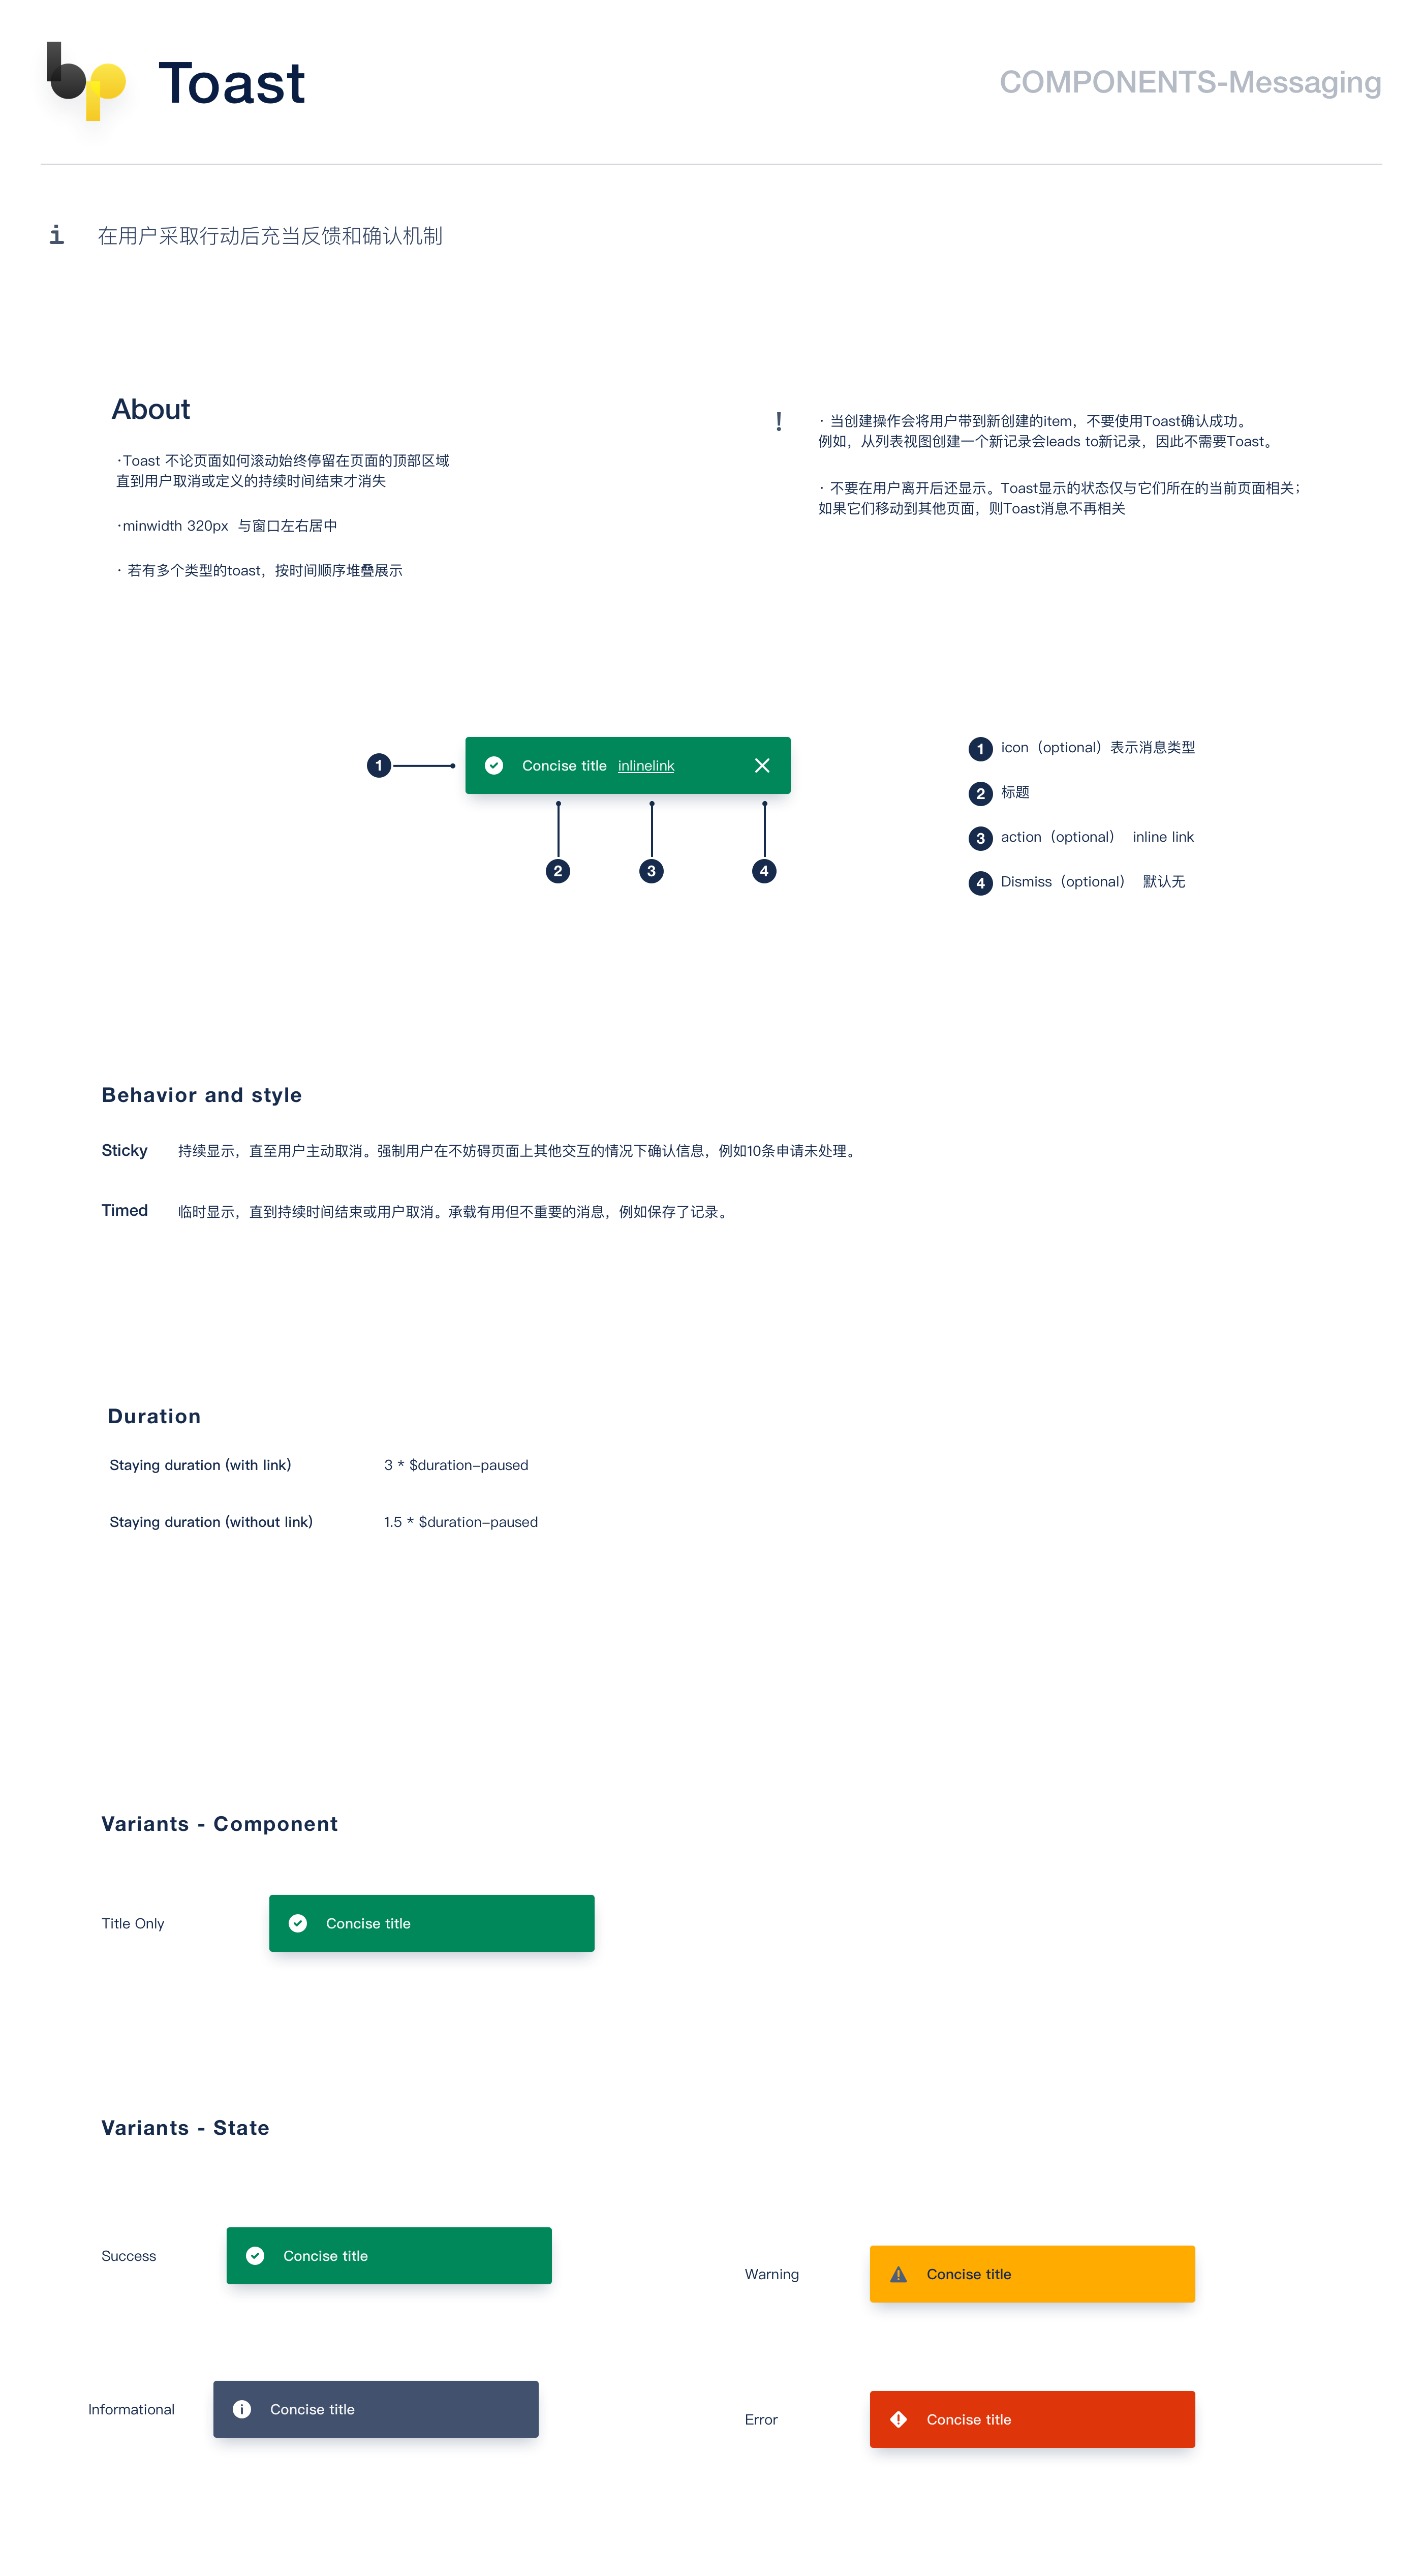 bp
Toast
COMPONENTS-Messaging
i
在用户采取行动后充当反馈和确认机制
About
·Toast 不论页面如何滚动始终停留在页面的顶部区域
直到用户取消或定义的持续时间结束才消失
·minwidth 320px 与窗口左右居中
· 若有多个类型的toast，按时间顺序堆叠展示
!
· 当创建操作会将用户带到新创建的item，不要使用Toast确认成功。
例如，从列表视图创建一个新记录会leads to新记录，因此不需要Toast。
· 不要在用户离开后还显示。Toast显示的状态仅与它们所在的当前页面相关；
如果它们移动到其他页面，则Toast消息不再相关
1
Concise title inlinelink
2
3
4
1 icon（optional）表示消息类型
2 标题
3 action（optional） inline link
4 Dismiss（optional） 默认无
Behavior and style
Sticky 持续显示，直至用户主动取消。强制用户在不妨碍页面上其他交互的情况下确认信息，例如10条申请未处理。
Timed 临时显示，直到持续时间结束或用户取消。承载有用但不重要的消息，例如保存了记录。
Duration
Staying duration (with link) 3 * $duration-paused
Staying duration (without link) 1.5 * $duration-paused
Variants - Component
Title Only
Concise title
Variants - State
Success
Concise title
Warning
Concise title
Informational
Concise title
Error
Concise title